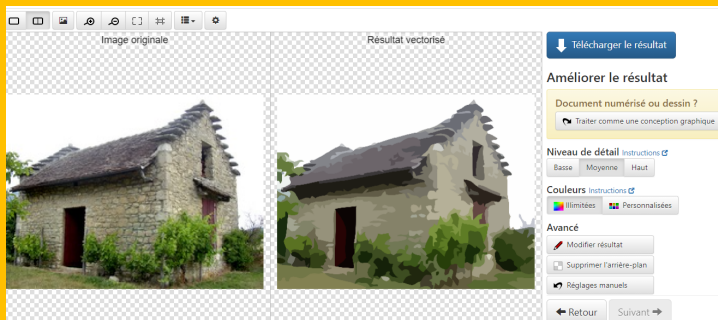 Image originale
Résultat vectorisé
Télécharger le résultat
Améliorer le résultat
Document numérisé ou dessin ?
Traiter comme une conception graphique
Niveau de détail Instructions
Basse Moyenne Haut
Couleurs Instructions
Illimitées Personnalisées
Avancé
Modifier résultat
Supprimer l'arrière-plan
Réglages manuels
Retour Suivant